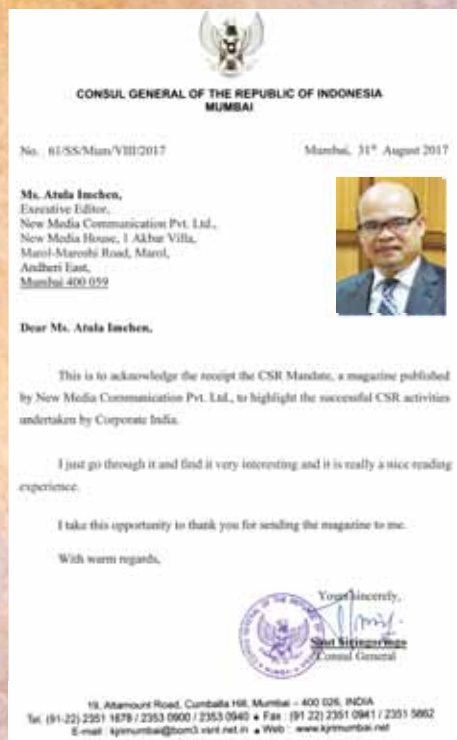 CONSUL GENERAL OF THE REPUBLIC OF INDONESIA
MUMBAI
No. 61/SS/Mum/VIII/2017
Mumbai, 31st August 2017
Ms. Atula Imchen,
Executive Editor,
New Media Communication Pvt. Ltd.,
New Media House, 1 Akbar Villa,
Marol-Maroshi Road, Marol,
Andheri East,
Mumbai 400 059
Dear Ms. Atula Imchen,
This is to acknowledge the receipt the CSR Mandate, a magazine published
by New Media Communication Pvt. Ltd., to highlight the successful CSR activities
undertaken by Corporate India.
I just go through it and find it very interesting and it is really a nice reading
experience.
I take this opportunity to thank you for sending the magazine to me.
With warm regards,
Yours sincerely,
Consul General
19, Altamount Road, Cumballa Hill, Mumbai – 400 026, INDIA
Tel. (91-22) 2351 1678 / 2353 0900 / 2353 0940 ♦ Fax : (91 22) 2351 0941 / 2351 5862
E-mail : kjrimumbai@bom3.vsnl.net.in ♦ Web : www.kjrimumbai.net